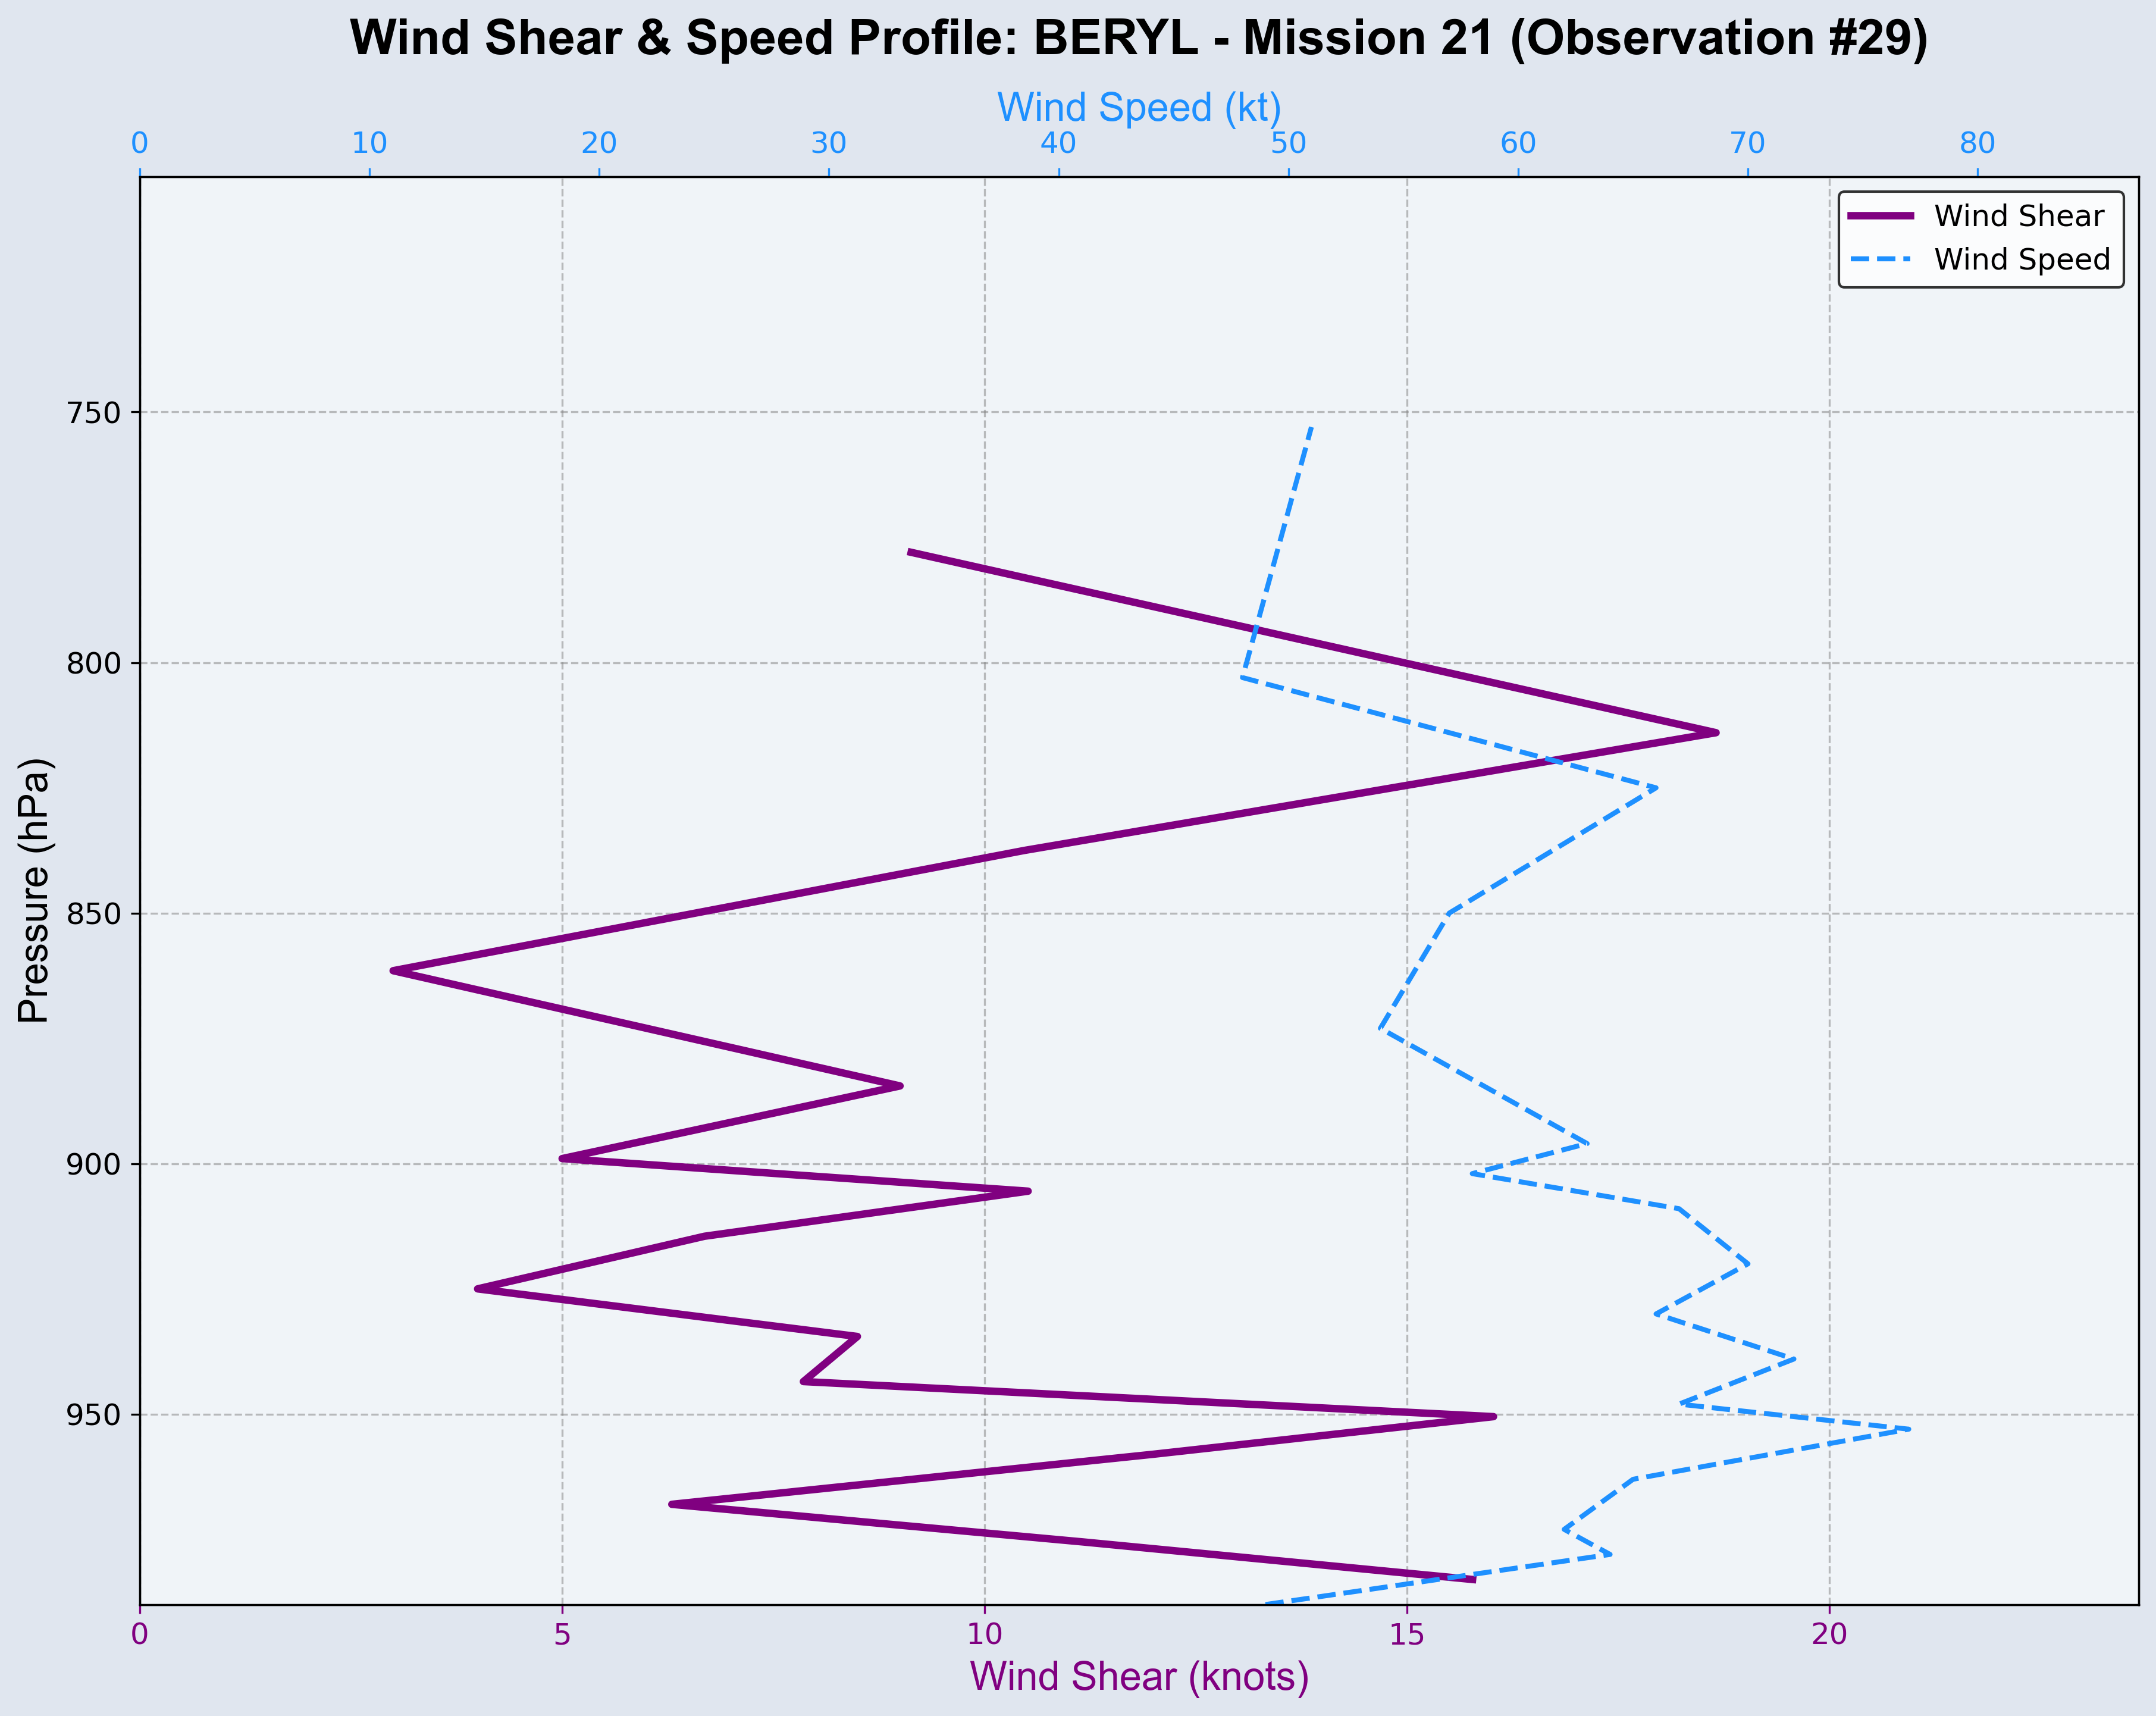 Wind Shear & Speed Profile: BERYL - Mission 21 (Observation #29)
Wind Speed (kt)
0 10 20 30 40 50 60 70 80
Wind Shear
Wind Speed
750
800
850
900
950
Pressure (hPa)
0 5 10 15 20
Wind Shear (knots)